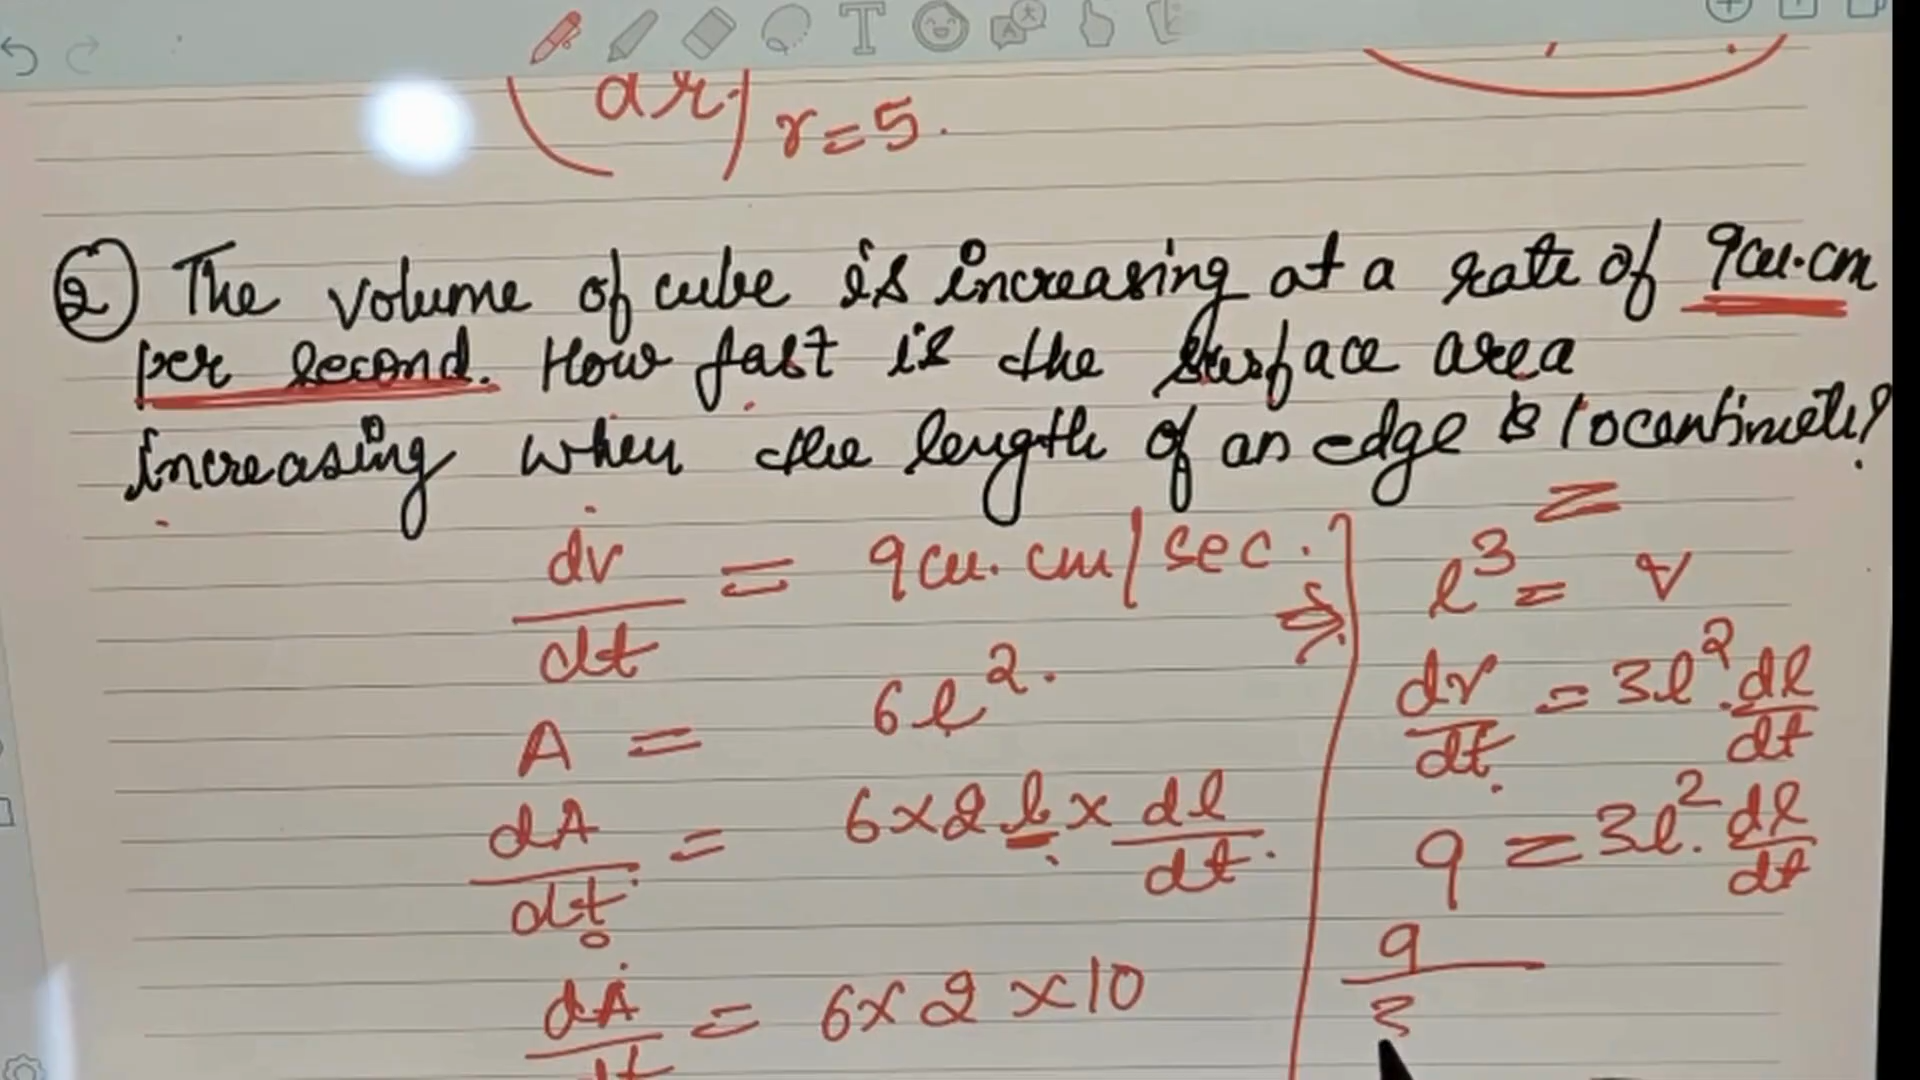 dr
r=5.
② The volume of cube is increasing at a rate of 9cu.cm
per second. How fast is the surface area
increasing when the length of an edge is 10 centimeter?
dv/dt = 9cu.cm/sec.
A = 6l².
dA/dt = 6×2l× dl/dt.
dA/dt = 6×2×10
l³ = v
dv/dt = 3l². dl/dt
9 = 3l². dl/dt
9/3